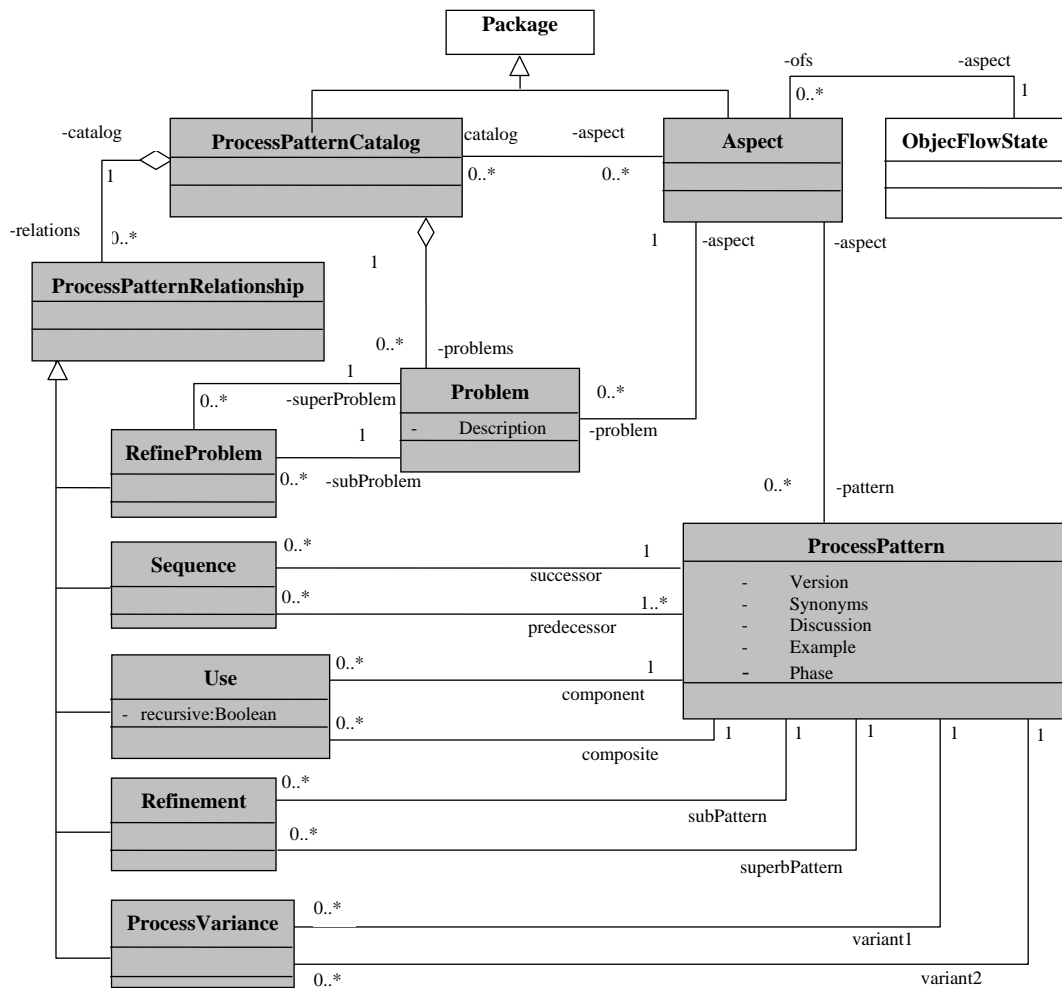 Package
-ofs
-aspect
0..*
1
-catalog
ProcessPatternCatalog
catalog
-aspect
Aspect
ObjecFlowState
1
0..*
0..*
-relations
0..*
1
1
-aspect
-aspect
ProcessPatternRelationship
0..*
-problems
1
0..*
-superProblem
Problem
0..*
- Description
-problem
RefineProblem
1
0..*
-subProblem
0..*
-pattern
ProcessPattern
Sequence
0..*
1
successor
0..*
1..*
predecessor
- Version
- Synonyms
- Discussion
- Example
- Phase
Use
0..*
1
component
- recursive:Boolean
0..*
composite
1
1
1
1
1
Refinement
0..*
subPattern
0..*
superbPattern
ProcessVariance
0..*
variant1
0..*
variant2